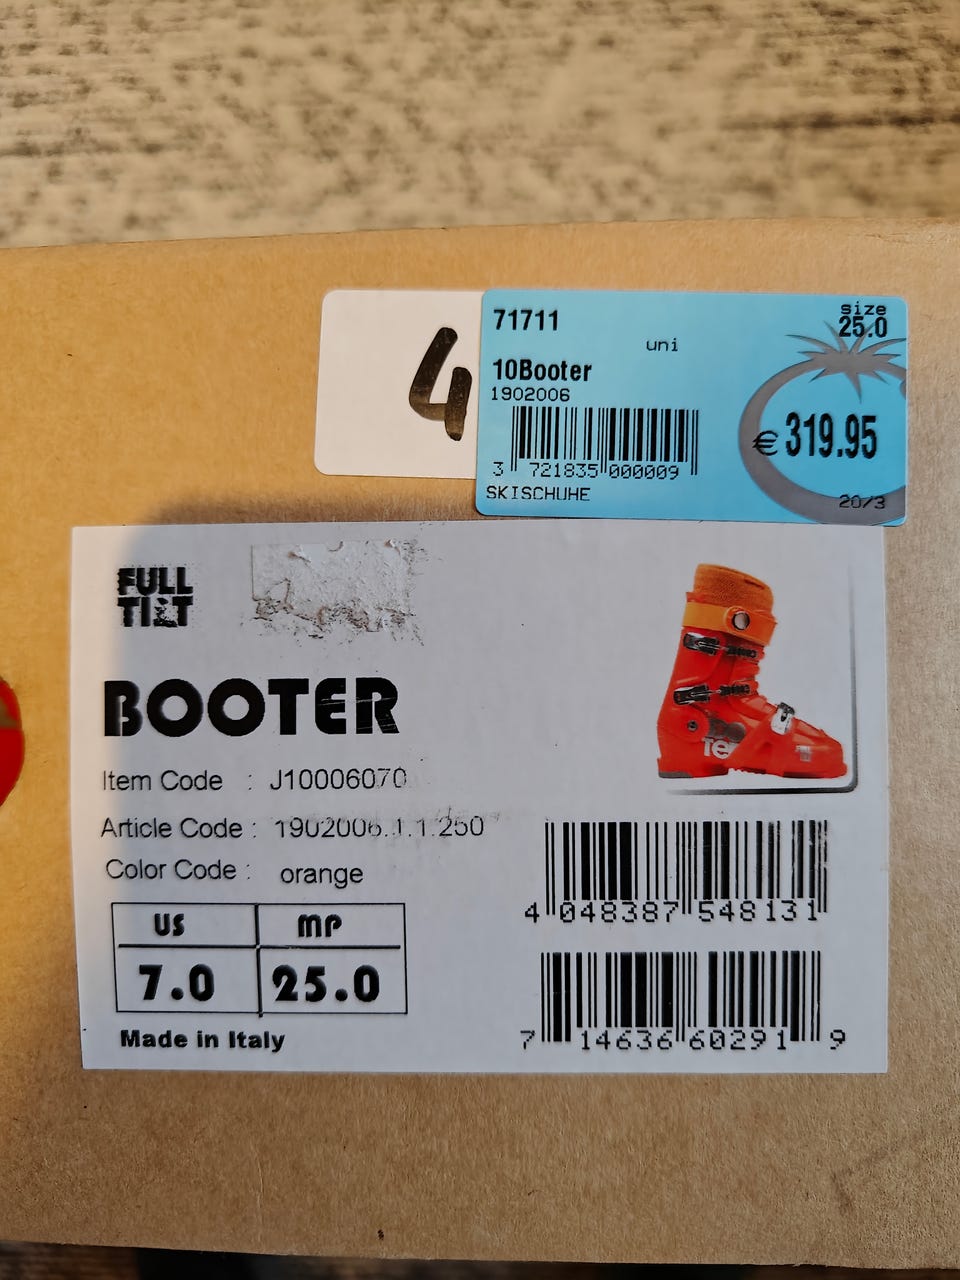 4
71711
size
25.0
uni
10Booter
1902006
€ 319.95
3 721835 000009
SKISCHUHE
20/3
FULL
TILT
BOOTER
Item Code : J10006070
Article Code : 1902006.1.1.250
Color Code : orange
US MP
7.0 25.0
Made in Italy
4 048387 548131
7 14636 60291 9